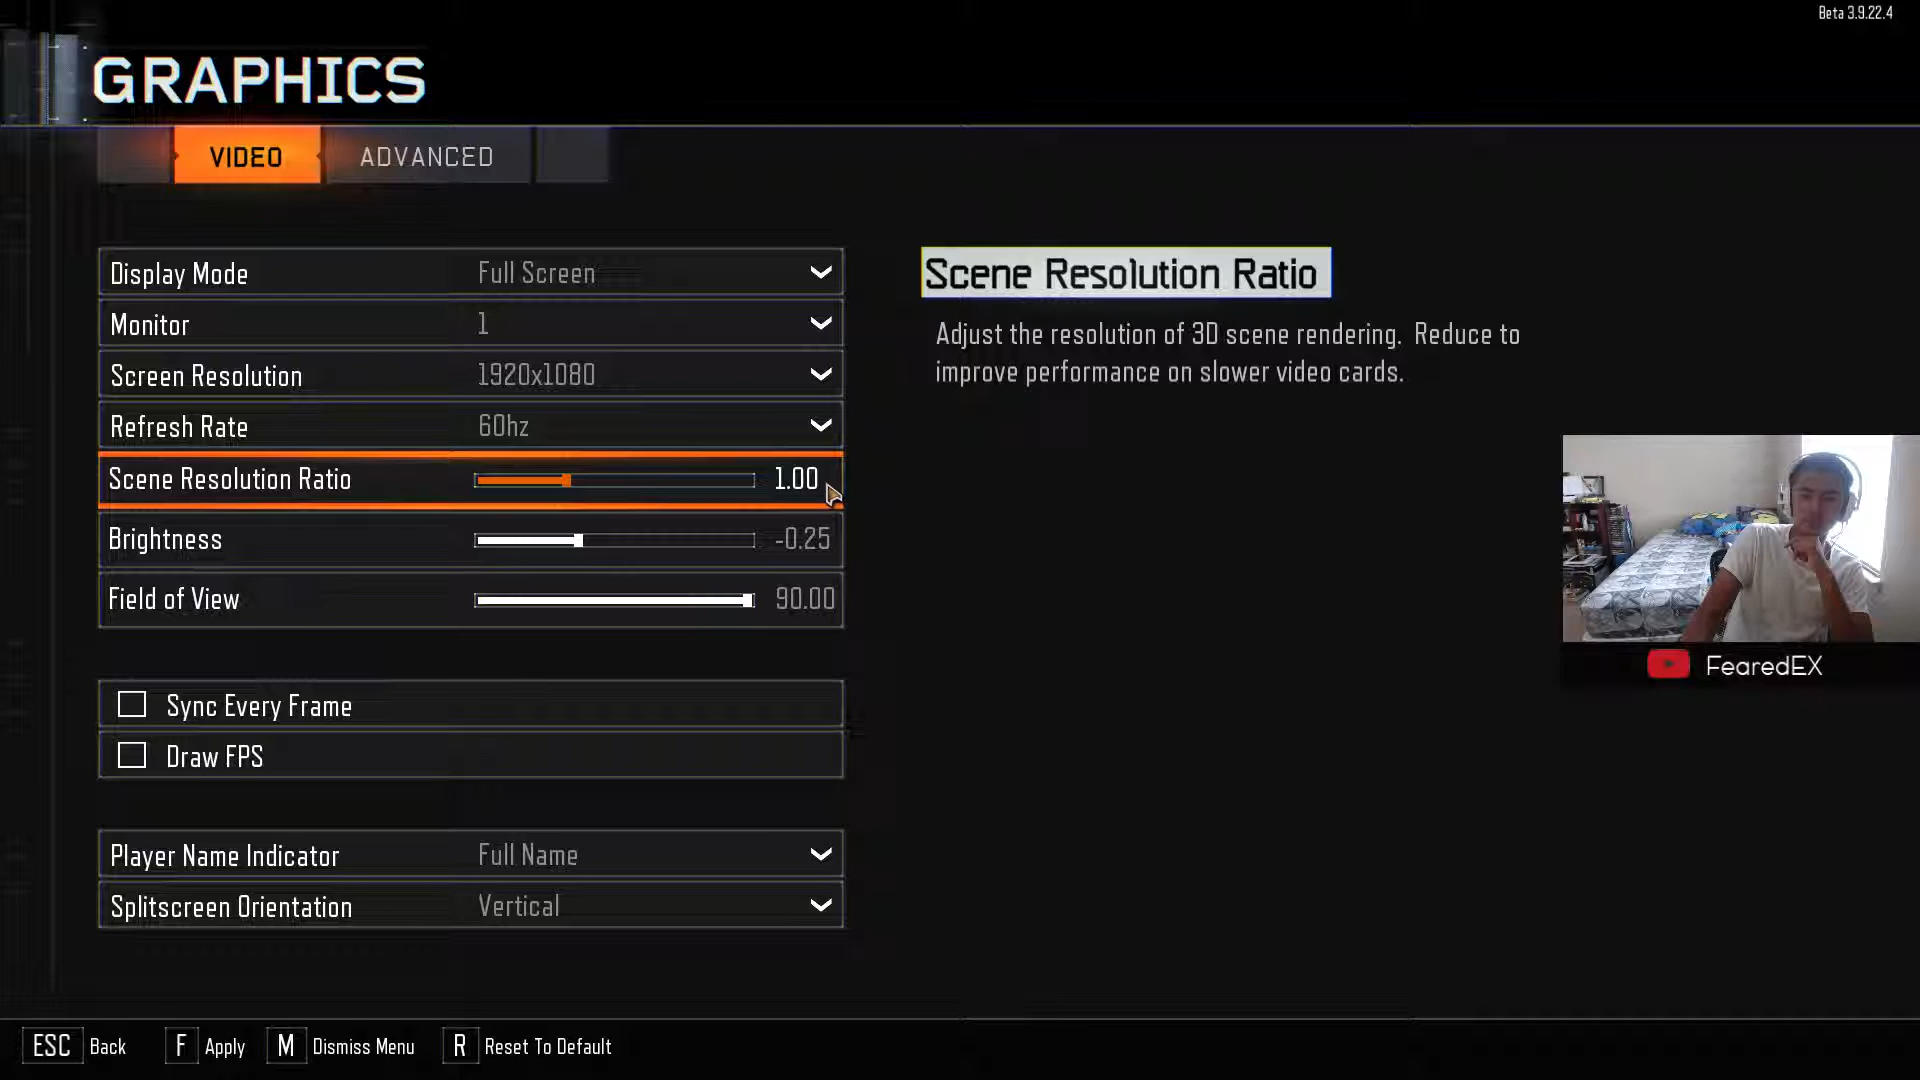 Beta 3.9.22.4
GRAPHICS
VIDEO
ADVANCED
Display Mode Full Screen
Monitor 1
Screen Resolution 1920x1080
Refresh Rate 60hz
Scene Resolution Ratio 1.00
Brightness -0.25
Field of View 90.00
Sync Every Frame
Draw FPS
Player Name Indicator Full Name
Splitscreen Orientation Vertical
Scene Resolution Ratio
Adjust the resolution of 3D scene rendering. Reduce to
improve performance on slower video cards.
FearedEX
ESC Back F Apply M Dismiss Menu R Reset To Default